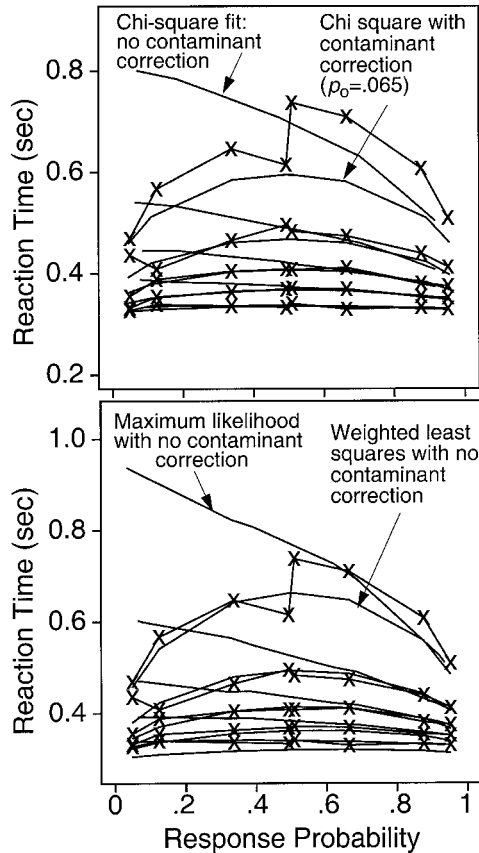 Chi-square fit:
no contaminant
correction
Chi square with
contaminant
correction
(po=.065)
0.8
0.6
0.4
0.2
Reaction Time (sec)
Maximum likelihood
with no contaminant
correction
Weighted least
squares with no
contaminant
correction
1.0
0.8
0.6
0.4
Reaction Time (sec)
0 .2 .4 .6 .8 1
Response Probability